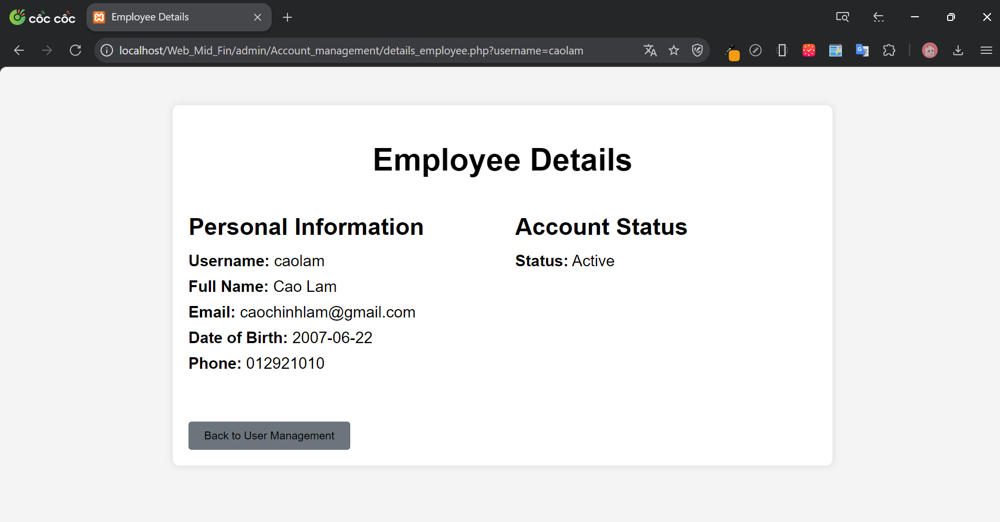 cốc cốc
Employee Details
localhost/Web_Mid_Fin/admin/Account_management/details_employee.php?username=caolam
Employee Details
Personal Information
Username: caolam
Full Name: Cao Lam
Email: caochinhlam@gmail.com
Date of Birth: 2007-06-22
Phone: 012921010
Account Status
Status: Active
Back to User Management